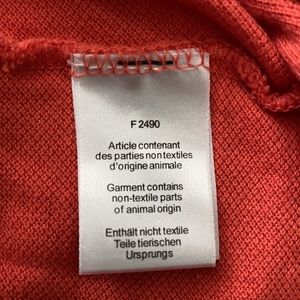 F 2490
Article contenant
des parties non textiles
d'origine animale
Garment contains
non-textile parts
of animal origin
Enthält nicht textile
Teile tierischen
Ursprungs